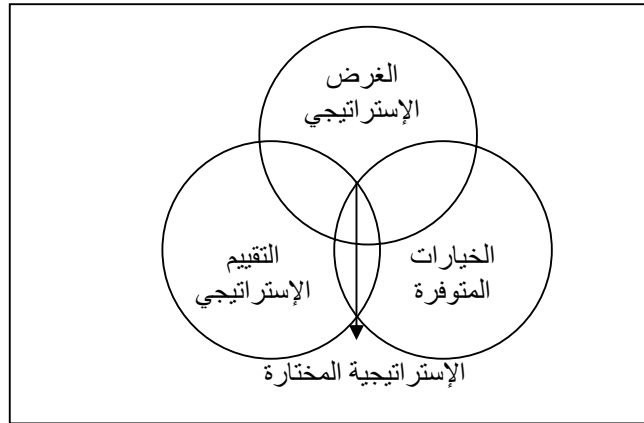 الغرض
الإستراتيجي
التقييم
الإستراتيجي
الخيارات
المتوفرة
الإستراتيجية المختارة